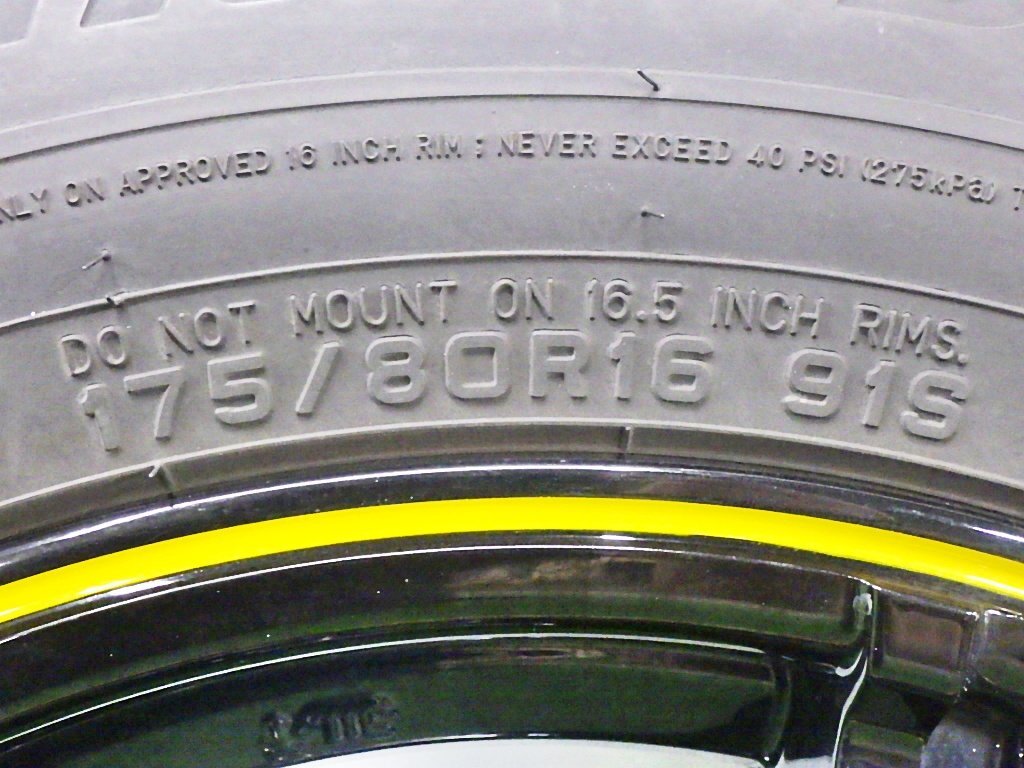 ON APPROVED 16 INCH RIM ; NEVER EXCEED 40 PSI (275kPa)
DO NOT MOUNT ON 16.5 INCH RIMS.
175/80R16 91S